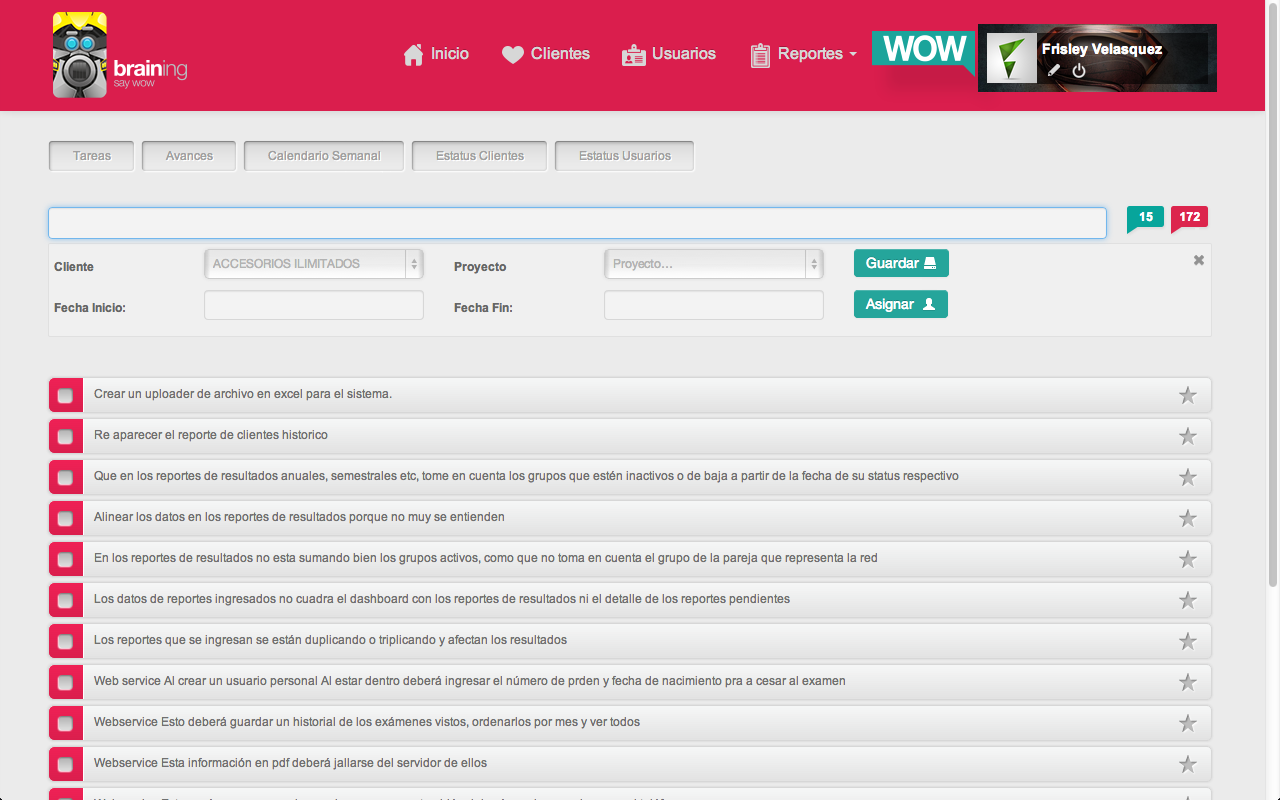 braining
say wow
Inicio
Clientes
Usuarios
Reportes
WOW
Frisley Velasquez
Tareas
Avances
Calendario Semanal
Estatus Clientes
Estatus Usuarios
15
172
Cliente
ACCESORIOS ILIMITADOS
Proyecto
Proyecto...
Guardar
Fecha Inicio:
Fecha Fin:
Asignar
Crear un uploader de archivo en excel para el sistema.
Re aparecer el reporte de clientes historico
Que en los reportes de resultados anuales, semestrales etc, tome en cuenta los grupos que estén inactivos o de baja a partir de la fecha de su status respectivo
Alinear los datos en los reportes de resultados porque no muy se entienden
En los reportes de resultados no esta sumando bien los grupos activos, como que no toma en cuenta el grupo de la pareja que representa la red
Los datos de reportes ingresados no cuadra el dashboard con los reportes de resultados ni el detalle de los reportes pendientes
Los reportes que se ingresan se están duplicando o triplicando y afectan los resultados
Web service Al crear un usuario personal Al estar dentro deberá ingresar el número de prden y fecha de nacimiento pra a cesar al examen
Webservice Esto deberá guardar un historial de los exámenes vistos, ordenarlos por mes y ver todos
Webservice Esta información en pdf deberá jallarse del servidor de ellos